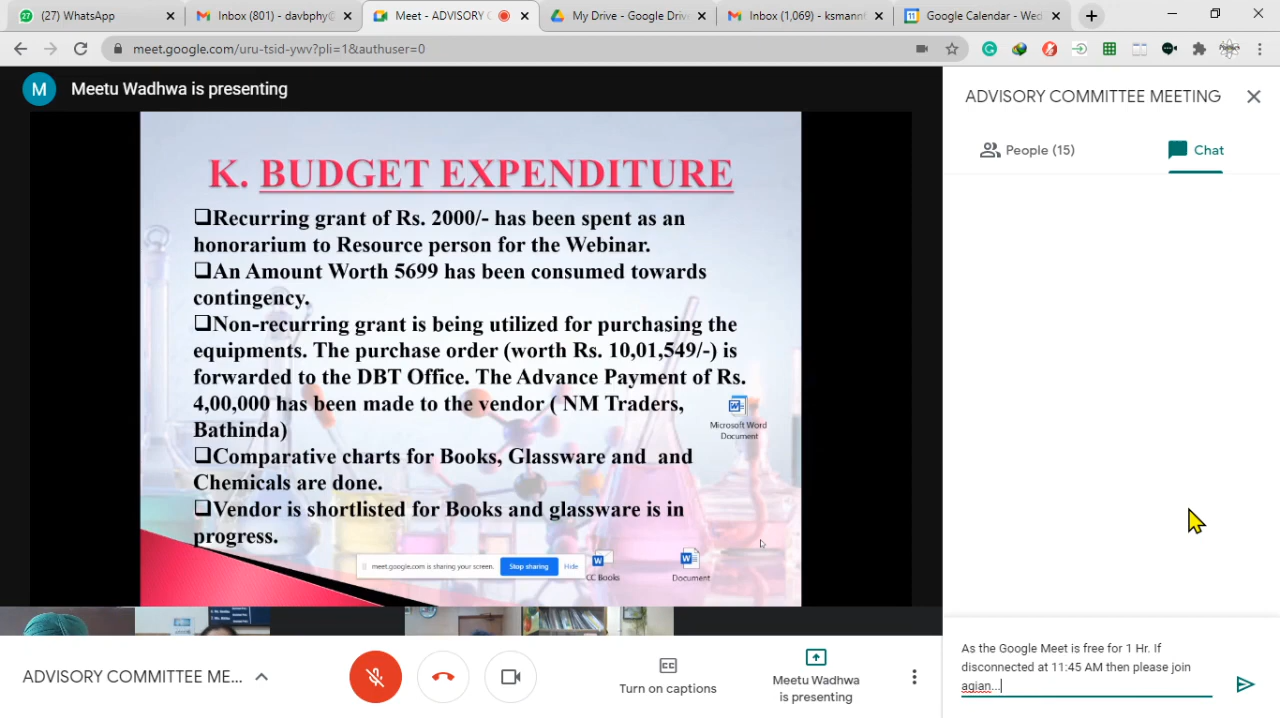 (27) WhatsApp
Inbox (801) - davbphy@
Meet - ADVISORY C
My Drive - Google Driv
Inbox (1,069) - ksmannf
Google Calendar - Wed
meet.google.com/uru-tsid-ywv?pli=1&authuser=0
M Meetu Wadhwa is presenting
K. BUDGET EXPENDITURE
❑Recurring grant of Rs. 2000/- has been spent as an
honorarium to Resource person for the Webinar.
❑An Amount Worth 5699 has been consumed towards
contingency.
❑Non-recurring grant is being utilized for purchasing the
equipments. The purchase order (worth Rs. 10,01,549/-) is
forwarded to the DBT Office. The Advance Payment of Rs.
4,00,000 has been made to the vendor ( NM Traders,
Bathinda)
❑Comparative charts for Books, Glassware and  and
Chemicals are done.
❑Vendor is shortlisted for Books and glassware is in
progress.
Microsoft Word
Document
meet.google.com is sharing your screen.
Stop sharing
Hide
CC Books
Document
ADVISORY COMMITTEE ME...
Turn on captions
Meetu Wadhwa
is presenting
ADVISORY COMMITTEE MEETING
People (15)
Chat
As the Google Meet is free for 1 Hr. If
disconnected at 11:45 AM then please join
agian...